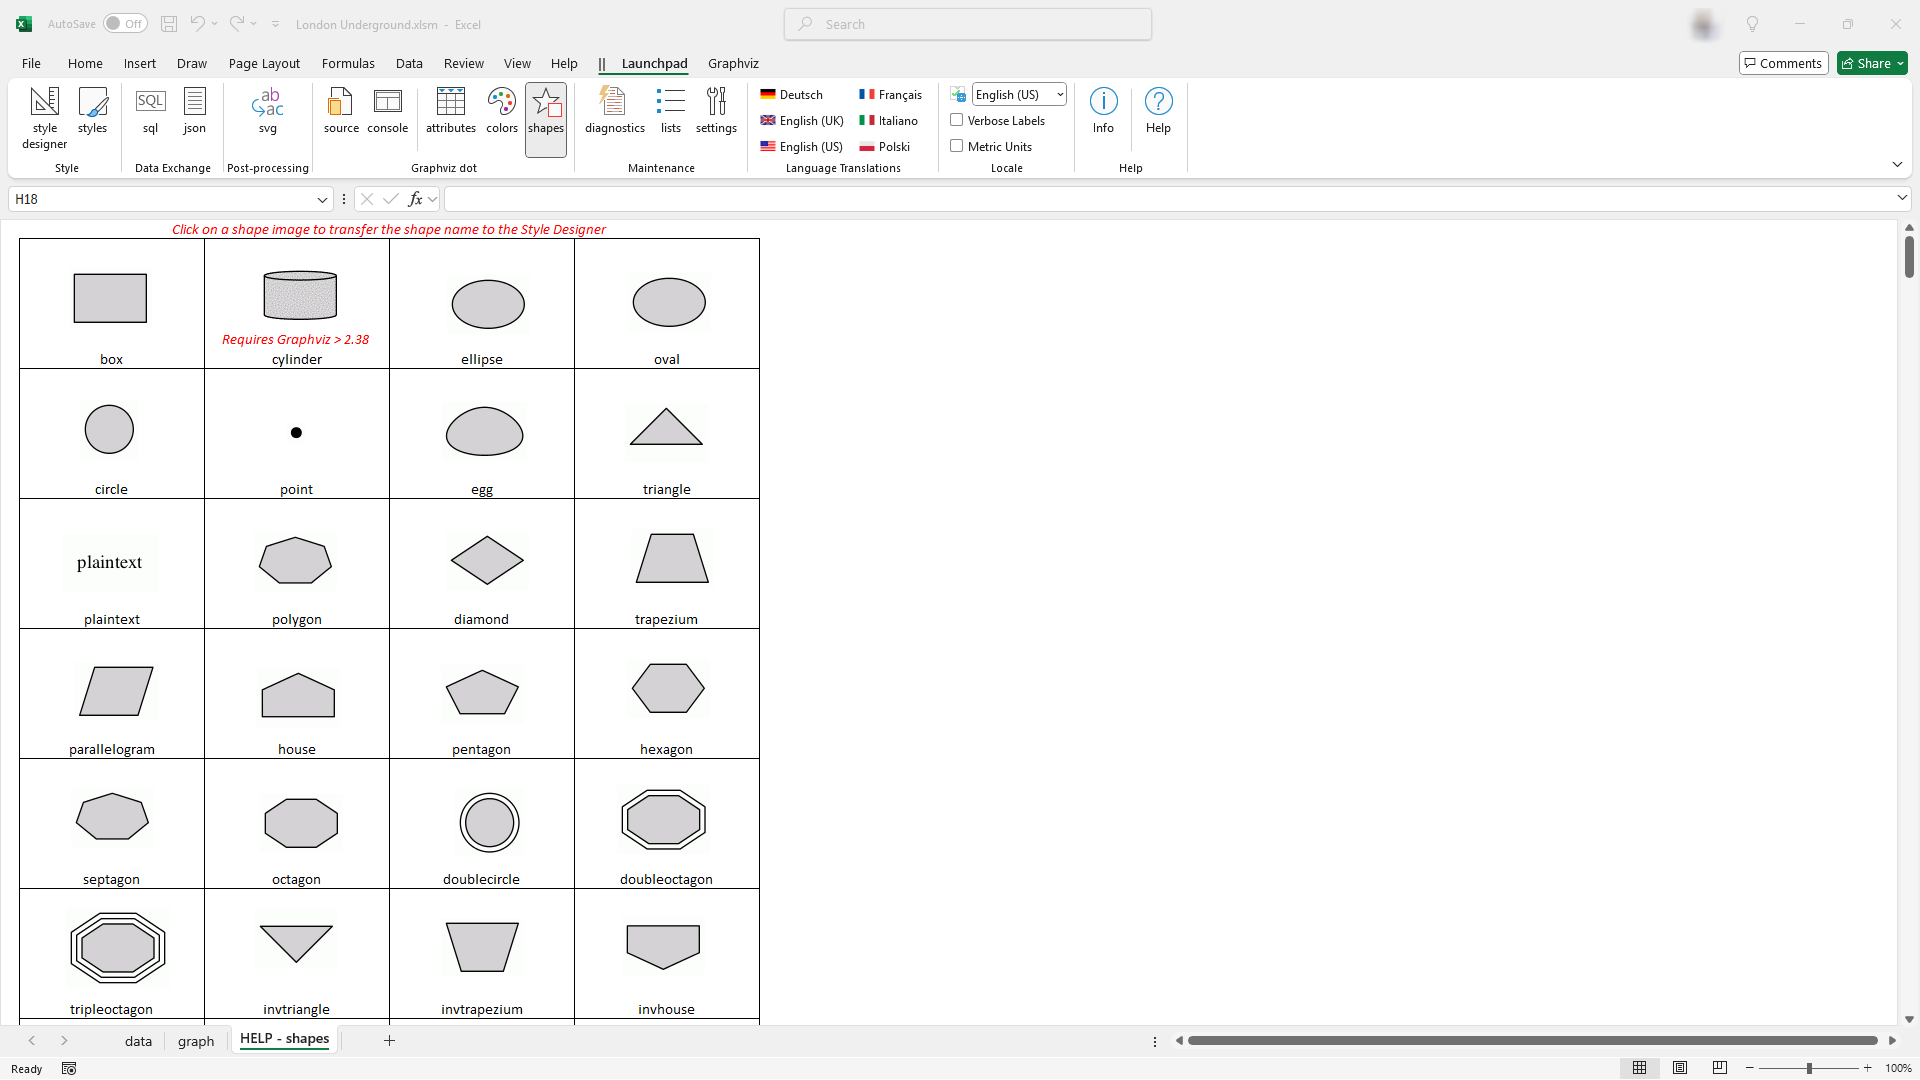 AutoSave Off London Underground.xlsm - Excel Search
File Home Insert Draw Page Layout Formulas Data Review View Help || Launchpad Graphviz Comments Share
style designer
styles
Style
SQL
sql
json
Data Exchange
ab ac
svg
Post-processing
source
console
attributes
colors
shapes
Graphviz dot
diagnostics
lists
settings
Maintenance
Deutsch Français
English (UK) Italiano
English (US) Polski
Language Translations
English (US)
Verbose Labels
Metric Units
Locale
Info
Help
Help
H18 fx
Click on a shape image to transfer the shape name to the Style Designer
Requires Graphviz > 2.38
box cylinder ellipse oval
circle point egg triangle
plaintext
plaintext polygon diamond trapezium
parallelogram house pentagon hexagon
septagon octagon doublecircle doubleoctagon
tripleoctagon invtriangle invtrapezium invhouse
data graph HELP - shapes
Ready 100%